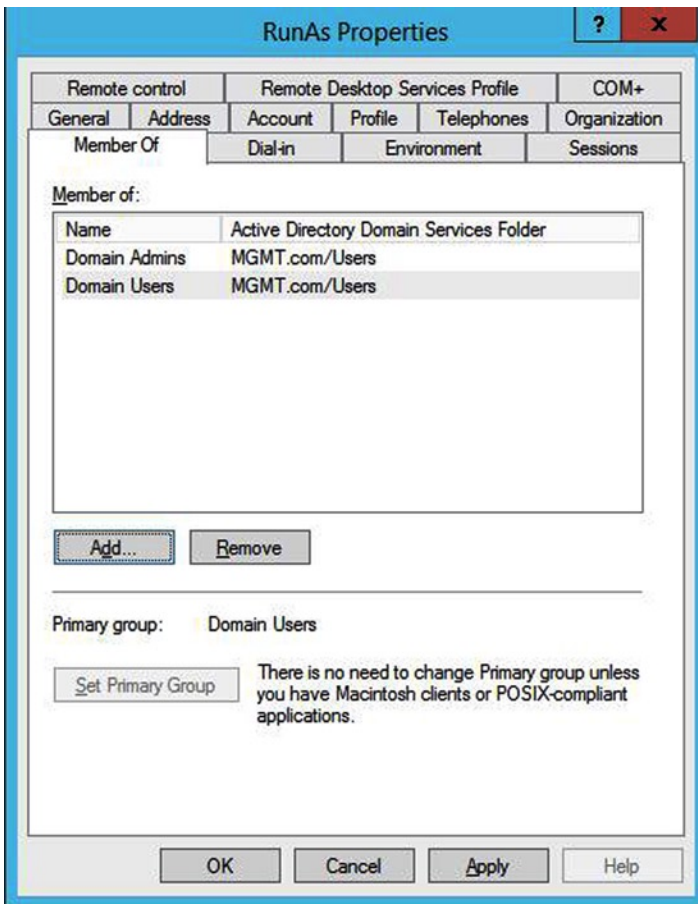 RunAs Properties
?
x
Remote control Remote Desktop Services Profile COM+
General Address Account Profile Telephones Organization
Member Of Dial-in Environment Sessions
Member of:
Name Active Directory Domain Services Folder
Domain Admins MGMT.com/Users
Domain Users MGMT.com/Users
Add... Remove
Primary group: Domain Users
Set Primary Group
There is no need to change Primary group unless
you have Macintosh clients or POSIX-compliant
applications.
OK Cancel Apply Help